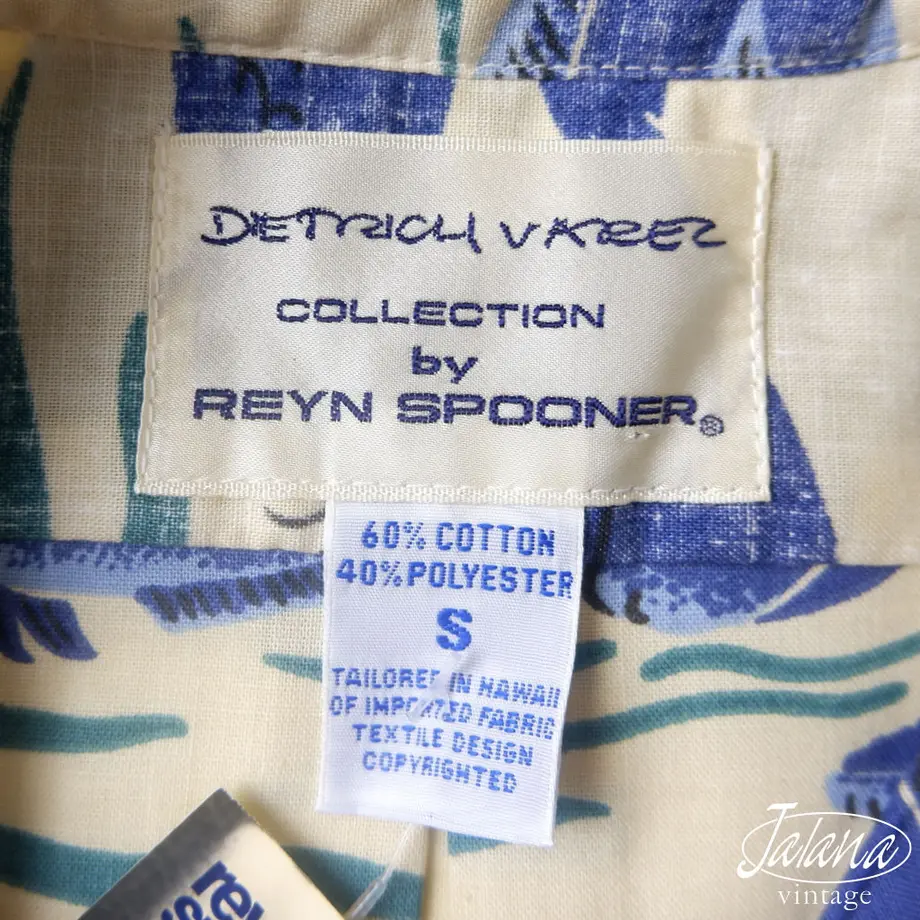 DIETRICH VAREZ
COLLECTION
by
REYN SPOONER®
60% COTTON
40% POLYESTER
S
TAILORED IN HAWAII
OF IMPORTED FABRIC
TEXTILE DESIGN
COPYRIGHTED
Jalana
vintage